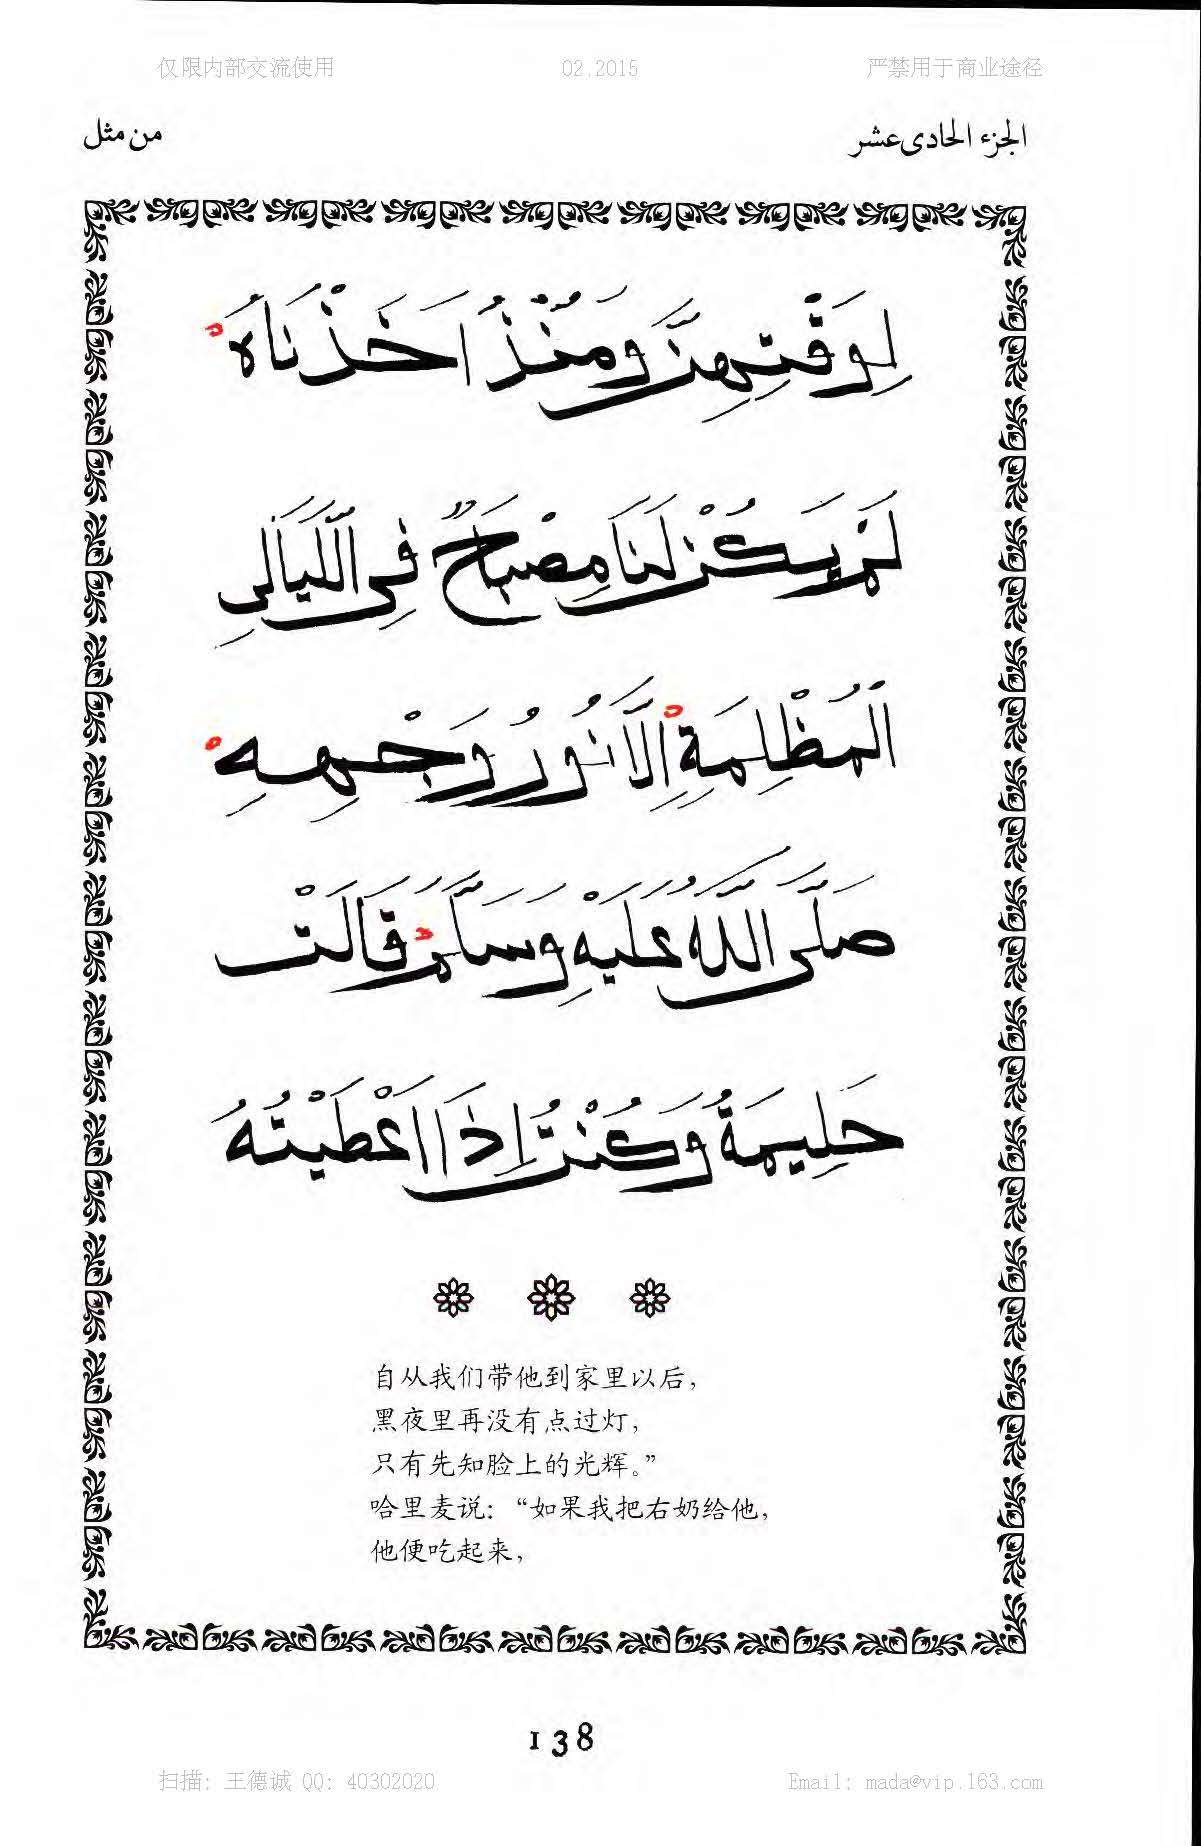 仅限内部交流使用 02.2015 严禁用于商业途径
الجزء الحادى عشر من مثل
لِوَقْتِهِنَّ وَمُنْذُ اَخَذْنَاهُ
لَمْ يَكُنْ لَنَا مِصْبَاحٌ فِى الَّليَالِى
الْمُظْلِمَةِ اِلَّا نُورُ وَجْهِهِ
صَلَّى اللَّهُ عَلَيْهِ وَسَلَّمَ قَالَتْ
حَلِيمَةُ وَكُنْتُ اِذَا اَعْطَيْتُهُ
自从我们带他到家里以后，
黑夜里再没有点过灯，
只有先知脸上的光辉。”
哈里麦说：“如果我把右奶给他，
他便吃起来，
138
扫描：王德诚 QQ：40302020 Email：mada@vip.163.com